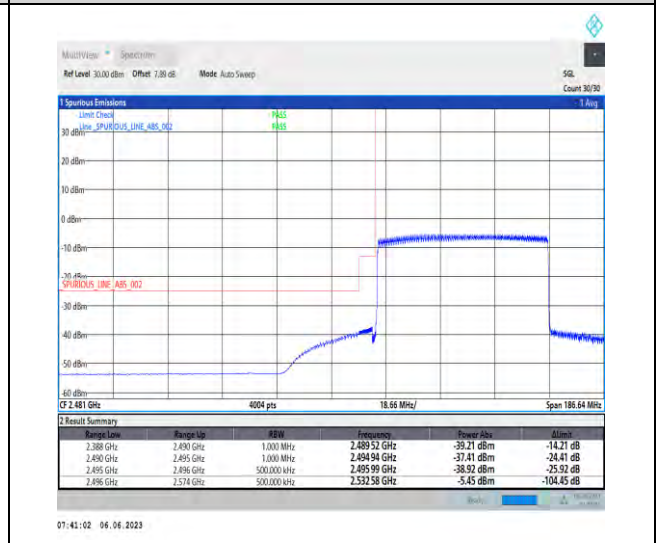 MultiView Spectrum
Ref Level 30.00 dBm Offset 7.89 dB Mode Auto Sweep SGL
Count 30/30
1 Spurious Emissions 1 Avg
Limit Check PASS
Line _SPURIOUS_LINE_ABS_002 PASS
30 dBm
20 dBm
10 dBm
0 dBm
-10 dBm
-20 dBm
SPURIOUS_LINE_ABS_002
-30 dBm
-40 dBm
-50 dBm
-60 dBm
CF 2.481 GHz 4004 pts 18.66 MHz/ Span 186.64 MHz
2 Result Summary
Range Low Range Up RBW Frequency Power Abs ΔLimit
2.388 GHz 2.490 GHz 1.000 MHz 2.489 52 GHz -39.21 dBm -14.21 dB
2.490 GHz 2.495 GHz 1.000 MHz 2.494 94 GHz -37.41 dBm -24.41 dB
2.495 GHz 2.496 GHz 500.000 kHz 2.495 99 GHz -38.92 dBm -25.92 dB
2.496 GHz 2.574 GHz 500.000 kHz 2.532 58 GHz -5.45 dBm -104.45 dB
Ready
07:41:02 06.06.2023